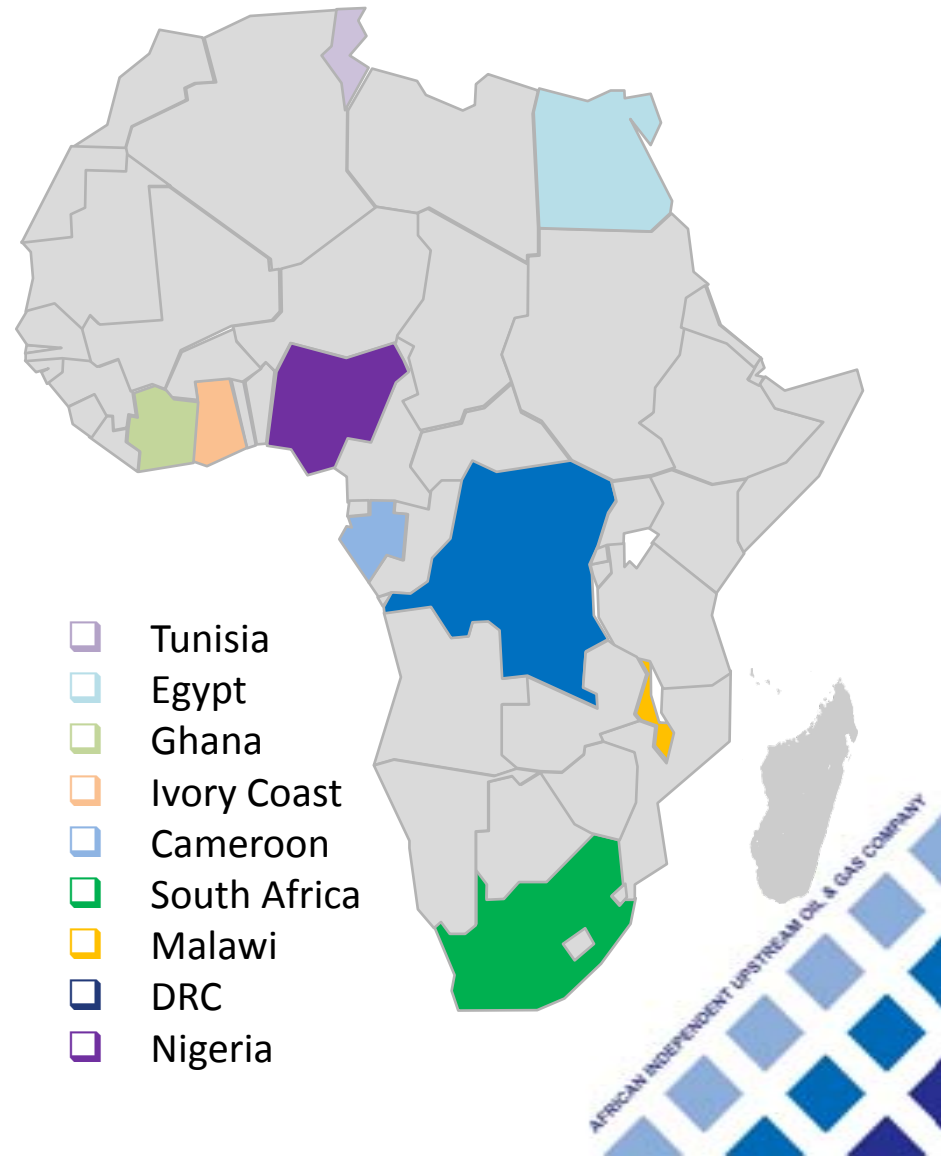 Tunisia
Egypt
Ghana
Ivory Coast
Cameroon
South Africa
Malawi
DRC
Nigeria
AFRICAN INDEPENDENT UPSTREAM OIL & GAS COMPANY